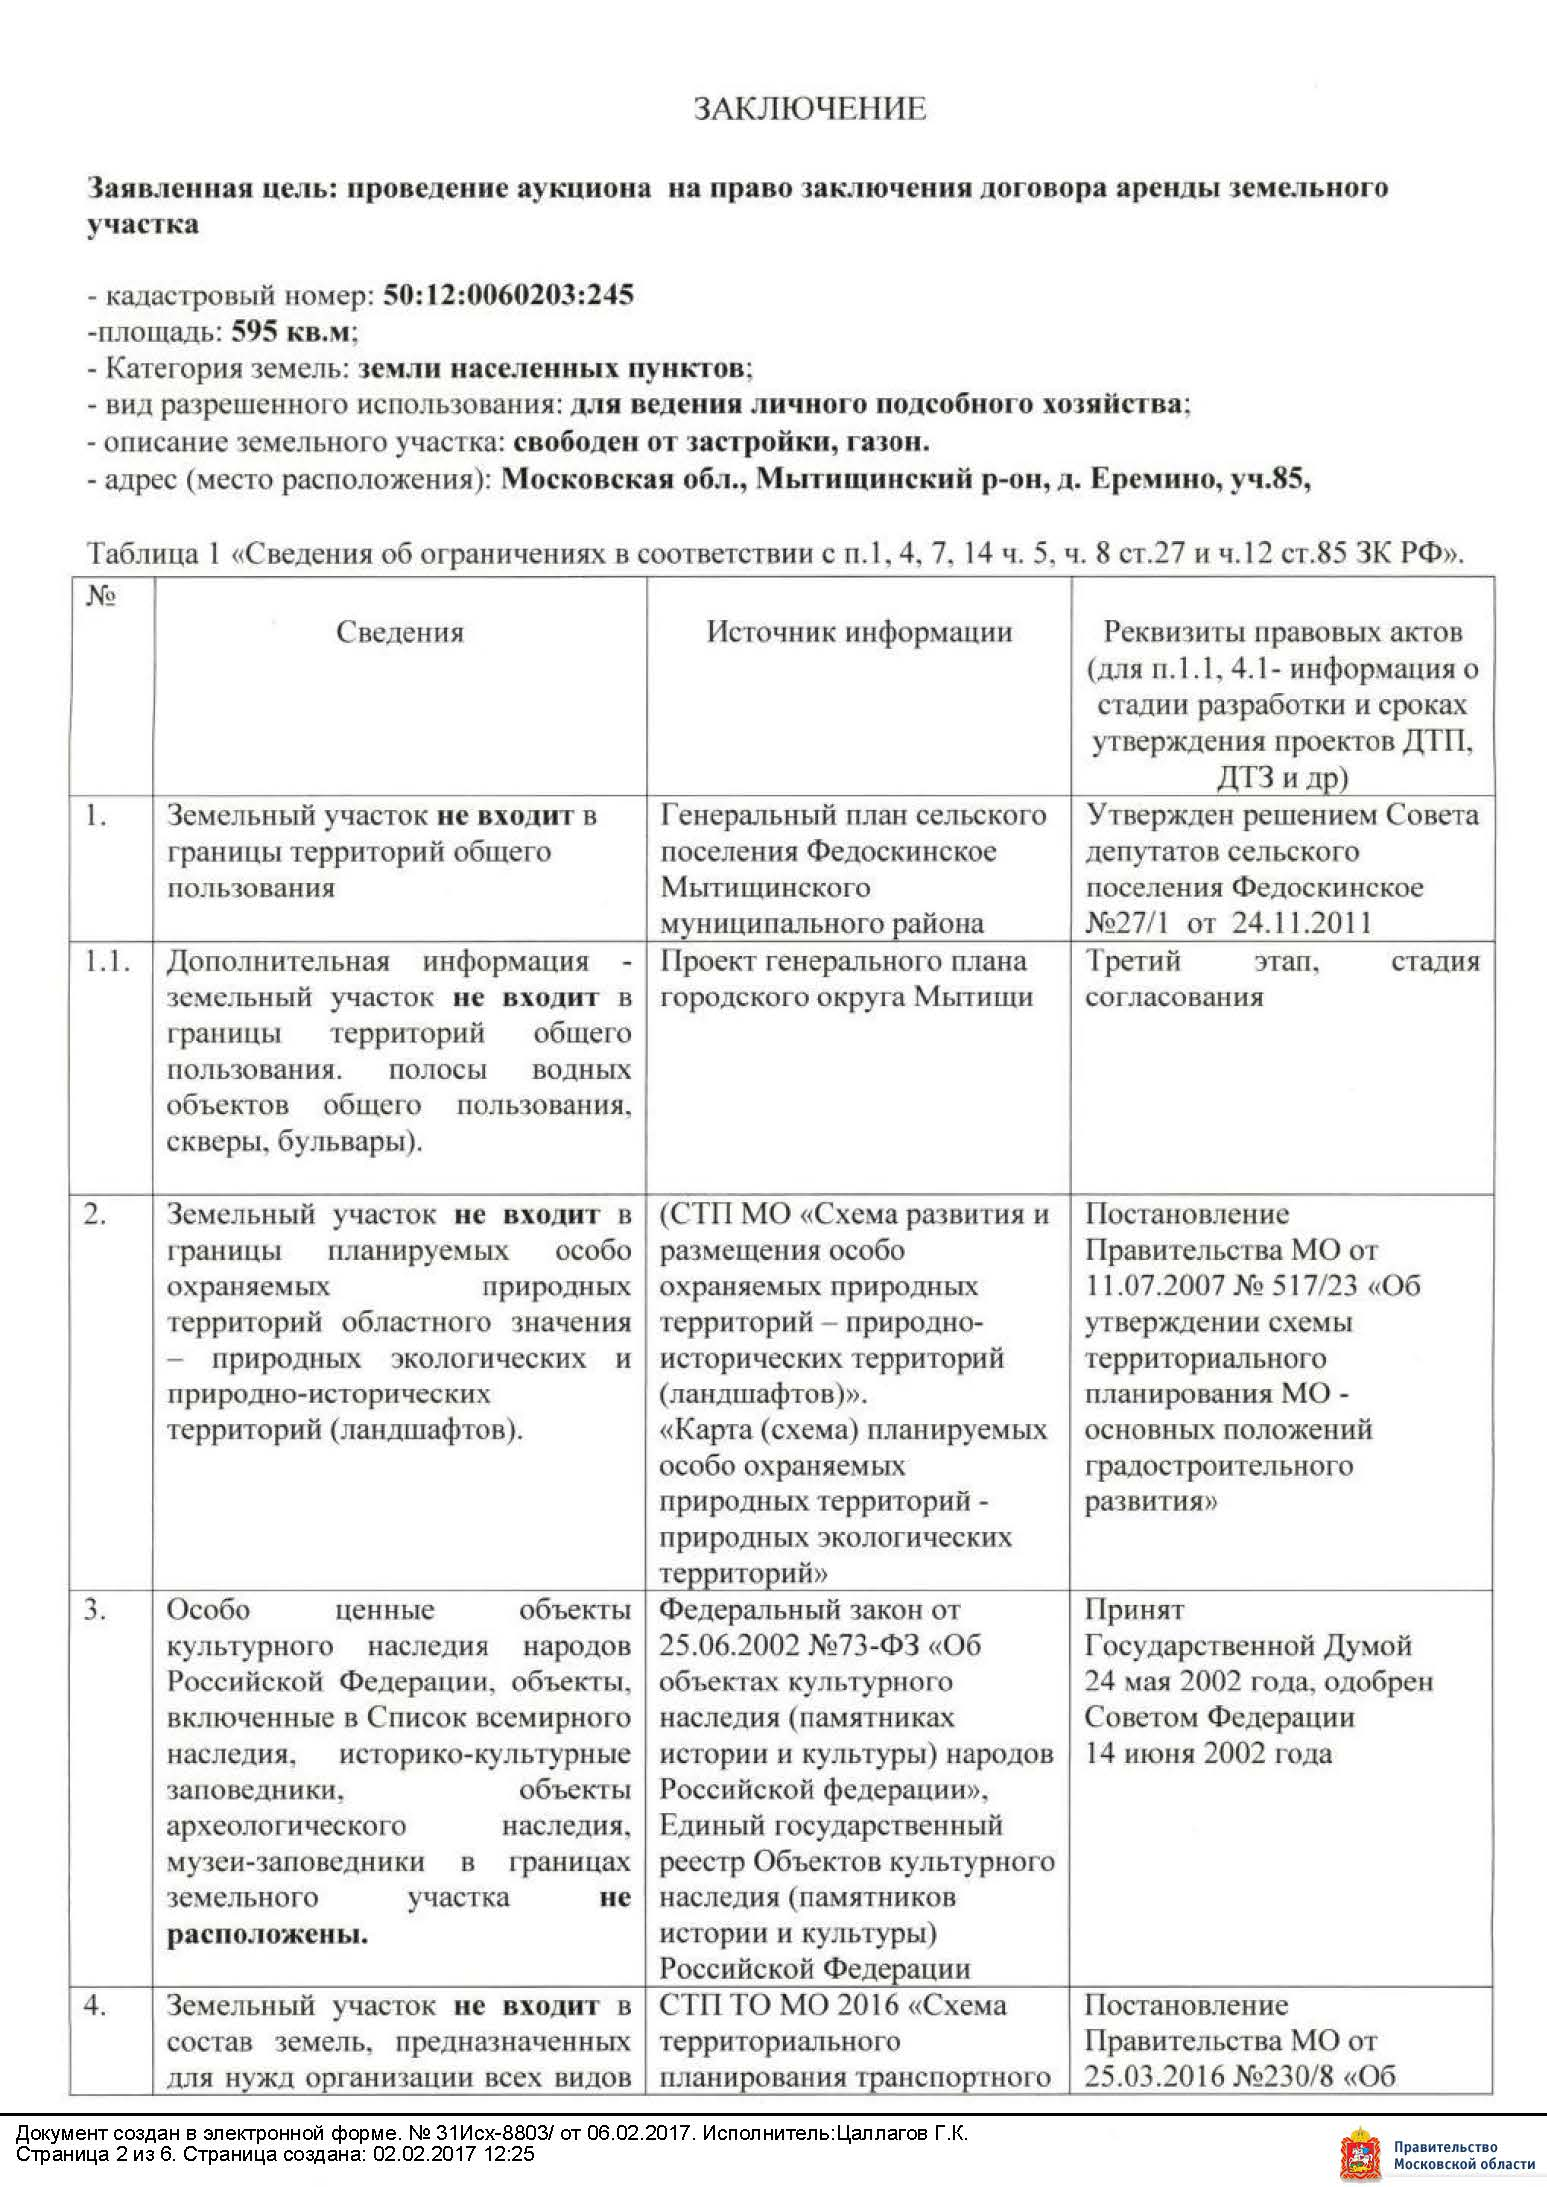 ЗАКЛЮЧЕНИЕ
Заявленная цель: проведение аукциона на право заключения договора аренды земельного
участка
- кадастровый номер: 50:12:0060203:245
-площадь: 595 кв.м;
- Категория земель: земли населенных пунктов;
- вид разрешенного использования: для ведения личного подсобного хозяйства;
- описание земельного участка: свободен от застройки, газон.
- адрес (место расположения): Московская обл., Мытищинский р-он, д. Еремино, уч.85,
Таблица 1 «Сведения об ограничениях в соответствии с п.1, 4, 7, 14 ч. 5, ч. 8 ст.27 и ч.12 ст.85 ЗК РФ».
№
Сведения
Источник информации
Реквизиты правовых актов
(для п.1.1, 4.1- информация о
стадии разработки и сроках
утверждения проектов ДТП,
ДТЗ и др)
1.
Земельный участок не входит в
границы территорий общего
пользования
Генеральный план сельского
поселения Федоскинское
Мытищинского
муниципального района
Утвержден решением Совета
депутатов сельского
поселения Федоскинское
№27/1 от 24.11.2011
1.1.
Дополнительная информация -
земельный участок не входит в
границы территорий общего
пользования. полосы водных
объектов общего пользования,
скверы, бульвары).
Проект генерального плана
городского округа Мытищи
Третий этап, стадия
согласования
2.
Земельный участок не входит в
границы планируемых особо
охраняемых природных
территорий областного значения
– природных экологических и
природно-исторических
территорий (ландшафтов).
(СТП МО «Схема развития и
размещения особо
охраняемых природных
территорий – природно-
исторических территорий
(ландшафтов)».
«Карта (схема) планируемых
особо охраняемых
природных территорий -
природных экологических
территорий»
Постановление
Правительства МО от
11.07.2007 № 517/23 «Об
утверждении схемы
территориального
планирования МО -
основных положений
градостроительного
развития»
3.
Особо ценные объекты
культурного наследия народов
Российской Федерации, объекты,
включенные в Список всемирного
наследия, историко-культурные
заповедники, объекты
археологического наследия,
музеи-заповедники в границах
земельного участка не
расположены.
Федеральный закон от
25.06.2002 №73-ФЗ «Об
объектах культурного
наследия (памятниках
истории и культуры) народов
Российской федерации»,
Единый государственный
реестр Объектов культурного
наследия (памятников
истории и культуры)
Российской Федерации
Принят
Государственной Думой
24 мая 2002 года, одобрен
Советом Федерации
14 июня 2002 года
4.
Земельный участок не входит в
состав земель, предназначенных
для нужд организации всех видов
СТП ТО МО 2016 «Схема
территориального
планирования транспортного
Постановление
Правительства МО от
25.03.2016 №230/8 «Об
Документ создан в электронной форме. № 31Исх-8803/ от 06.02.2017. Исполнитель:Цаллагов Г.К.
Страница 2 из 6. Страница создана: 02.02.2017 12:25
Правительство
Московской области